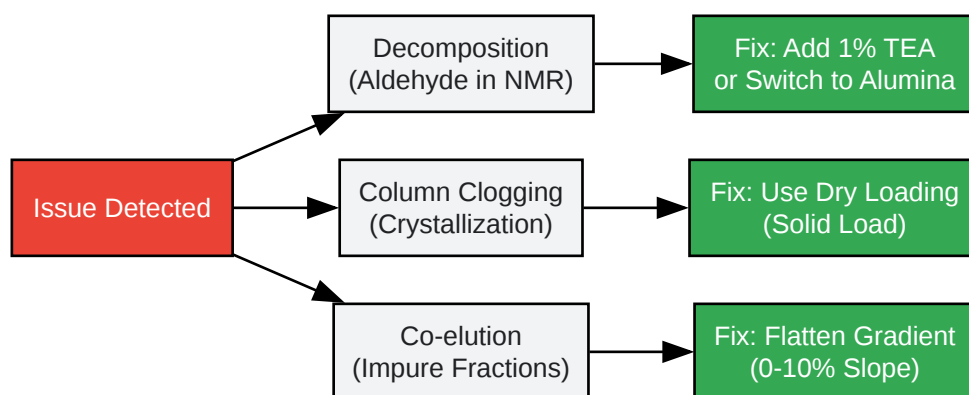 Issue Detected
Decomposition
(Aldehyde in NMR)
Fix: Add 1% TEA
or Switch to Alumina
Column Clogging
(Crystallization)
Fix: Use Dry Loading
(Solid Load)
Co-elution
(Impure Fractions)
Fix: Flatten Gradient
(0-10% Slope)